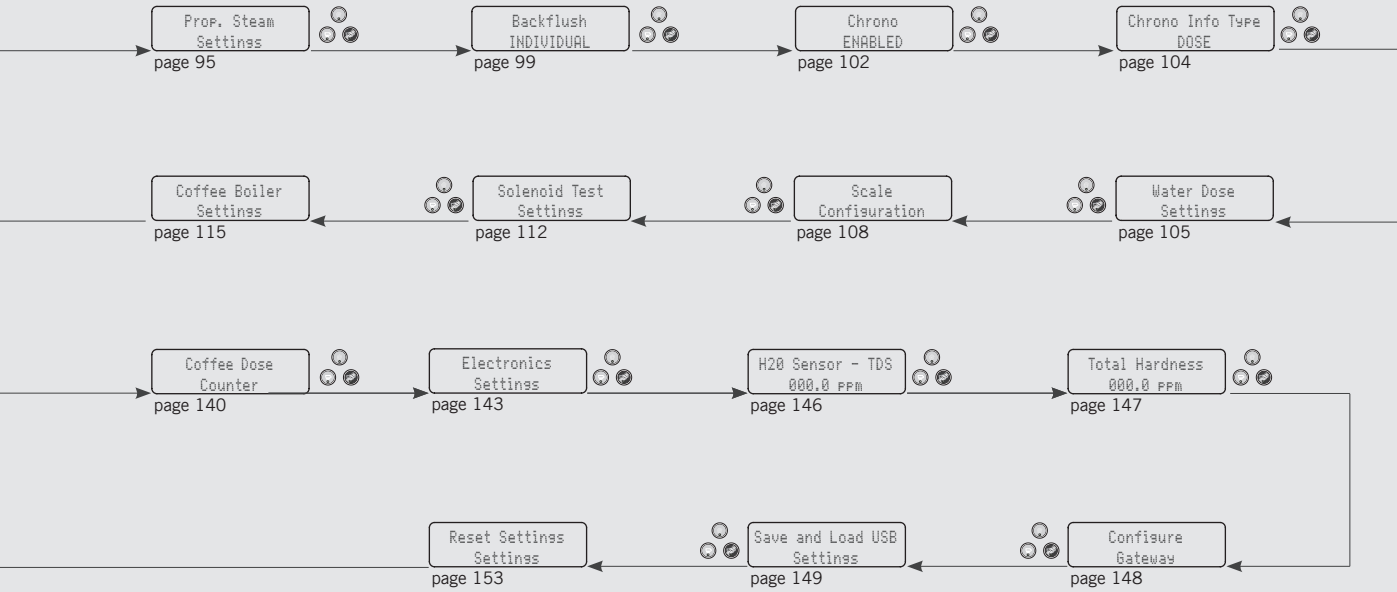 Prop. Steam
Settings
page 95
Backflush
INDIVIDUAL
page 99
Chrono
ENABLED
page 102
Chrono Info Type
DOSE
page 104
Coffee Boiler
Settings
page 115
Solenoid Test
Settings
page 112
Scale
Configuration
page 108
Water Dose
Settings
page 105
Coffee Dose
Counter
page 140
Electronics
Settings
page 143
H20 Sensor - TDS
000.0 ppm
page 146
Total Hardness
000.0 ppm
page 147
Reset Settings
Settings
page 153
Save and Load USB
Settings
page 149
Configure
Gateway
page 148